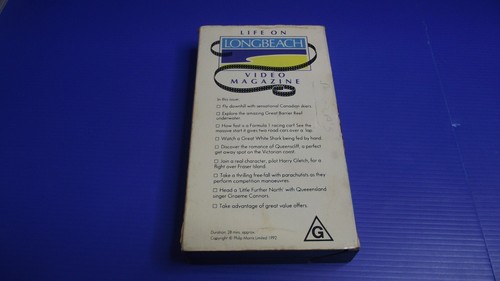 LIFE ON
LONGBEACH
VIDEO
MAGAZINE
In this issue:
Fly downhill with sensational Canadian skiers.
Explore the amazing Great Barrier Reef
underwater.
How fast is a Formula 1 racing car? See the
massive start it gives two road cars over a lap.
Watch a Great White Shark being fed by hand.
Discover the romance of Queenscliff, a perfect
get-away spot on the Victorian coast.
Join a real character, pilot Harry Gleich, for a
flight over Fraser Island.
Take a thrilling free-fall with parachutists as they
perform competition manoeuvres.
Head a 'Little Further North' with Queensland
singer Graeme Connors.
Take advantage of great value offers.
Duration: 28 min. approx.
Copyright © Philip Morris Limited 1992
G